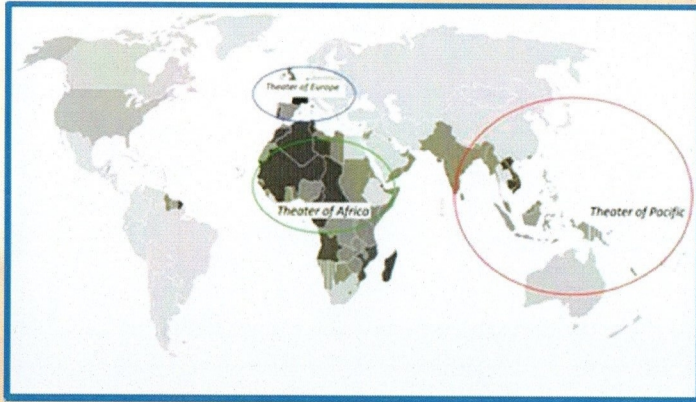 Theater of Europe
Theater of Africa
Theater of Pacific